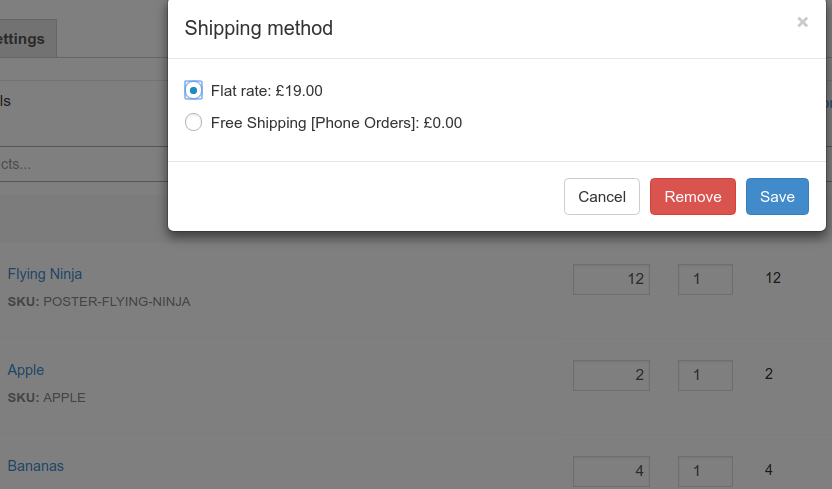 Shipping method
×
ettings
Flat rate: £19.00
ls
Free Shipping [Phone Orders]: £0.00
cts...
Cancel
Remove
Save
Flying Ninja
12
1
12
SKU: POSTER-FLYING-NINJA
Apple
2
1
2
SKU: APPLE
Bananas
4
1
4